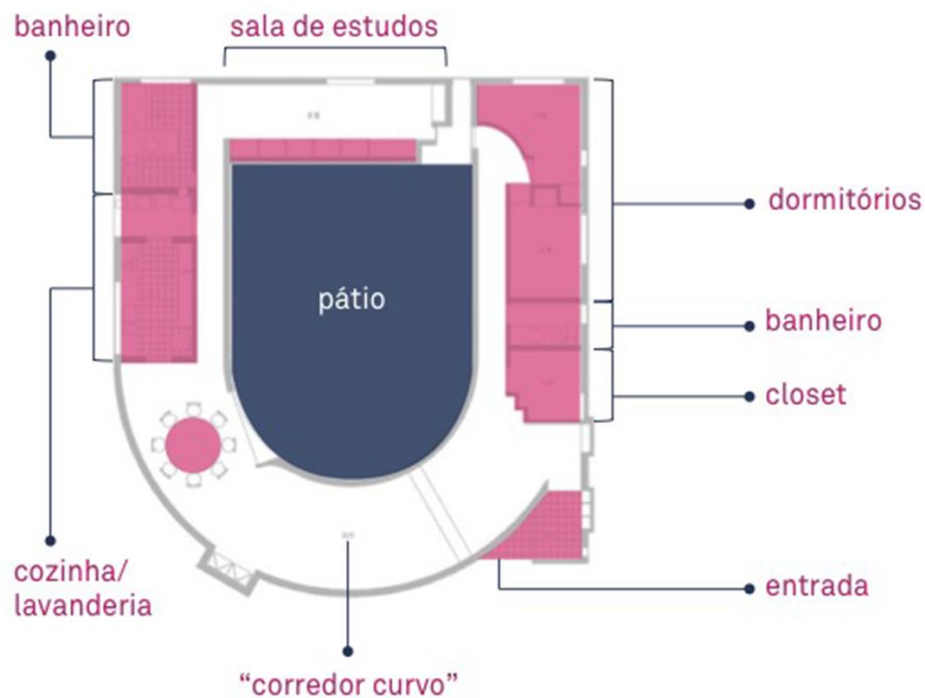 banheiro
sala de estudos
dormitórios
pátio
banheiro
closet
cozinha/
lavanderia
entrada
“corredor curvo”